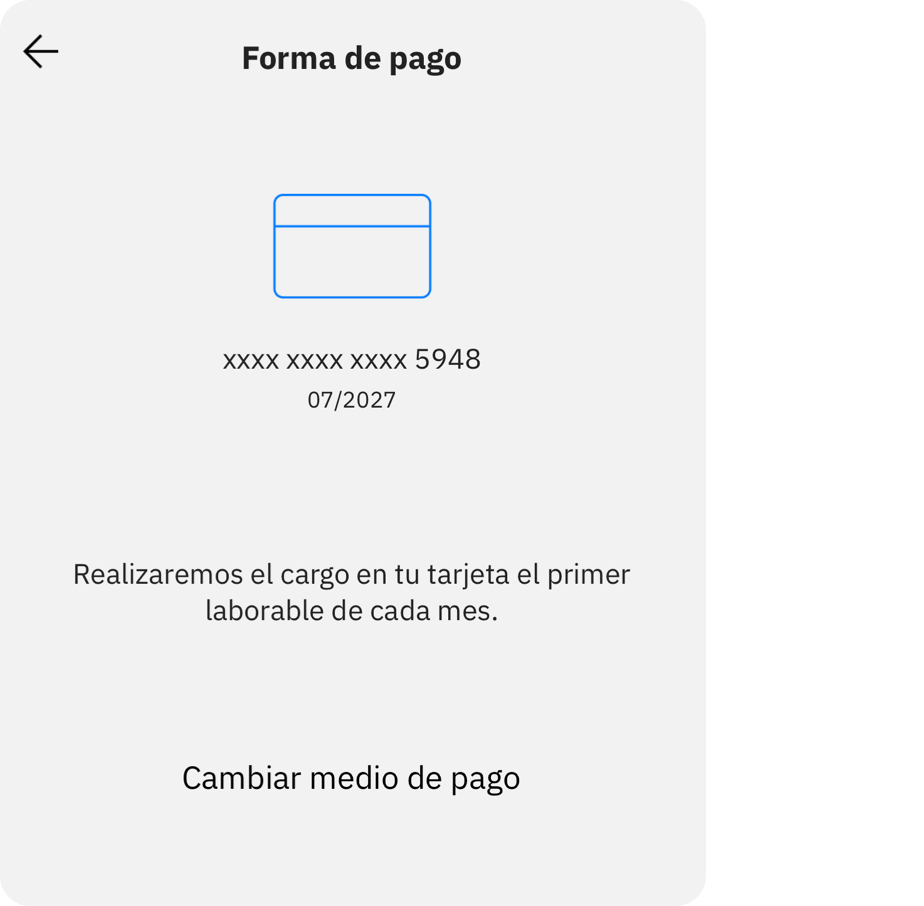 Forma de pago
xxxx xxxx xxxx 5948
07/2027
Realizaremos el cargo en tu tarjeta el primer
laborable de cada mes.
Cambiar medio de pago